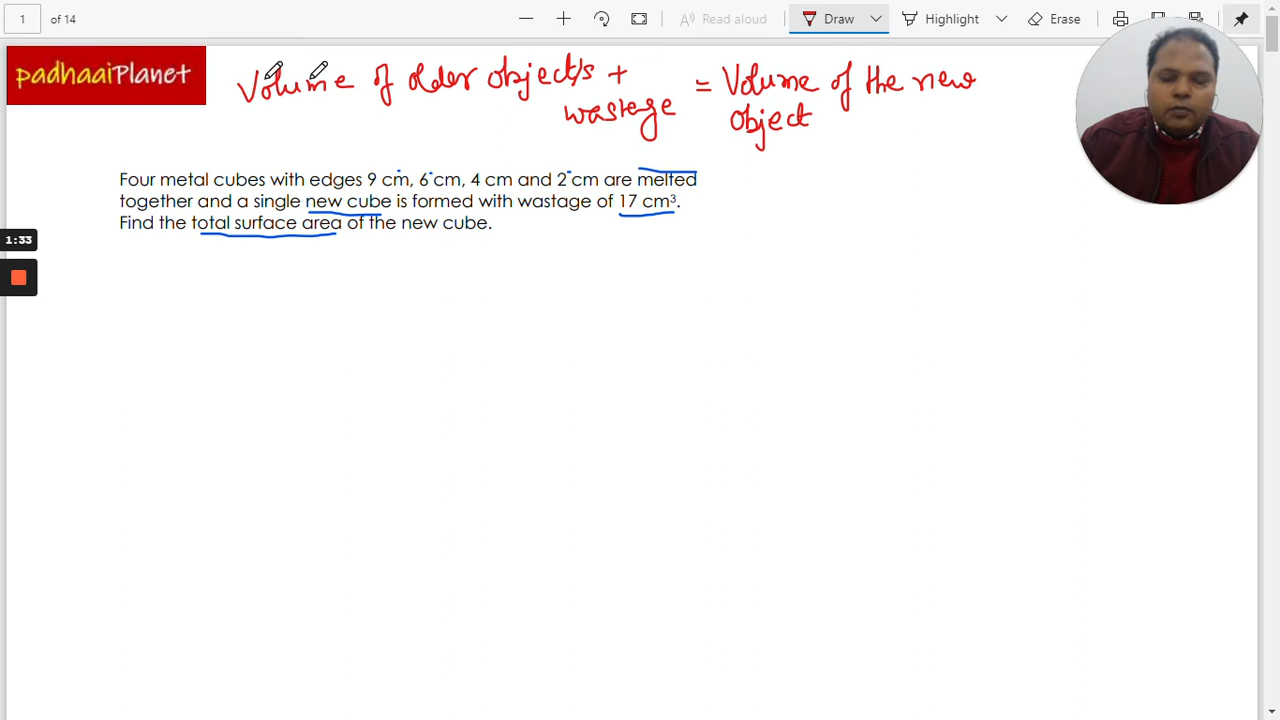 1 of 14 Read aloud Draw Highlight Erase
padhaaiPlanet
Volume of older object/s + = Volume of the new
wastage object
Four metal cubes with edges 9 cm, 6 cm, 4 cm and 2 cm are melted
together and a single new cube is formed with wastage of 17 cm³.
Find the total surface area of the new cube.
1:33